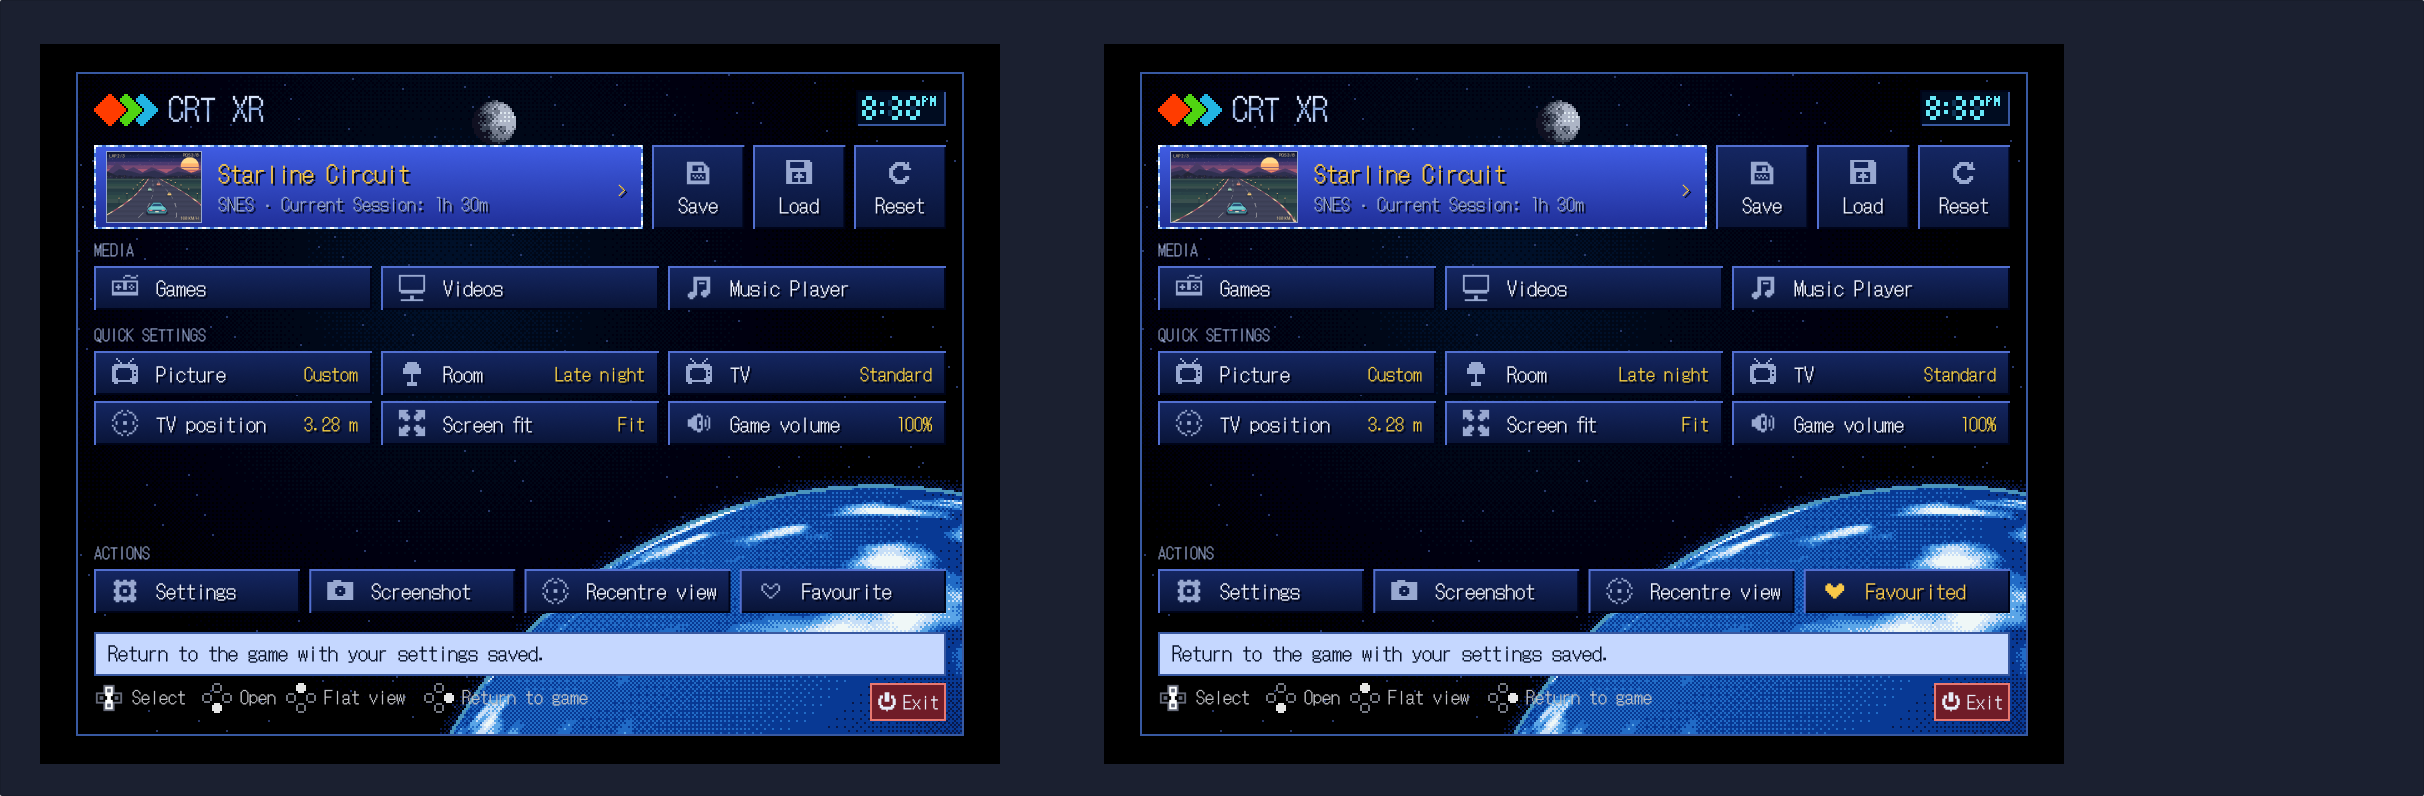 CRT XR
8:30PM
Starline Circuit
SNES · Current Session: 1h 30m
Save
Load
Reset
MEDIA
Games
Videos
Music Player
QUICK SETTINGS
Picture Custom
Room Late night
TV Standard
TV position 3.28 m
Screen fit Fit
Game volume 100%
ACTIONS
Settings
Screenshot
Recentre view
Favourite
Return to the game with your settings saved.
Select Open Flat view Return to game
Exit
CRT XR
8:30PM
Starline Circuit
SNES · Current Session: 1h 30m
Save
Load
Reset
MEDIA
Games
Videos
Music Player
QUICK SETTINGS
Picture Custom
Room Late night
TV Standard
TV position 3.28 m
Screen fit Fit
Game volume 100%
ACTIONS
Settings
Screenshot
Recentre view
Favourited
Return to the game with your settings saved.
Select Open Flat view Return to game
Exit